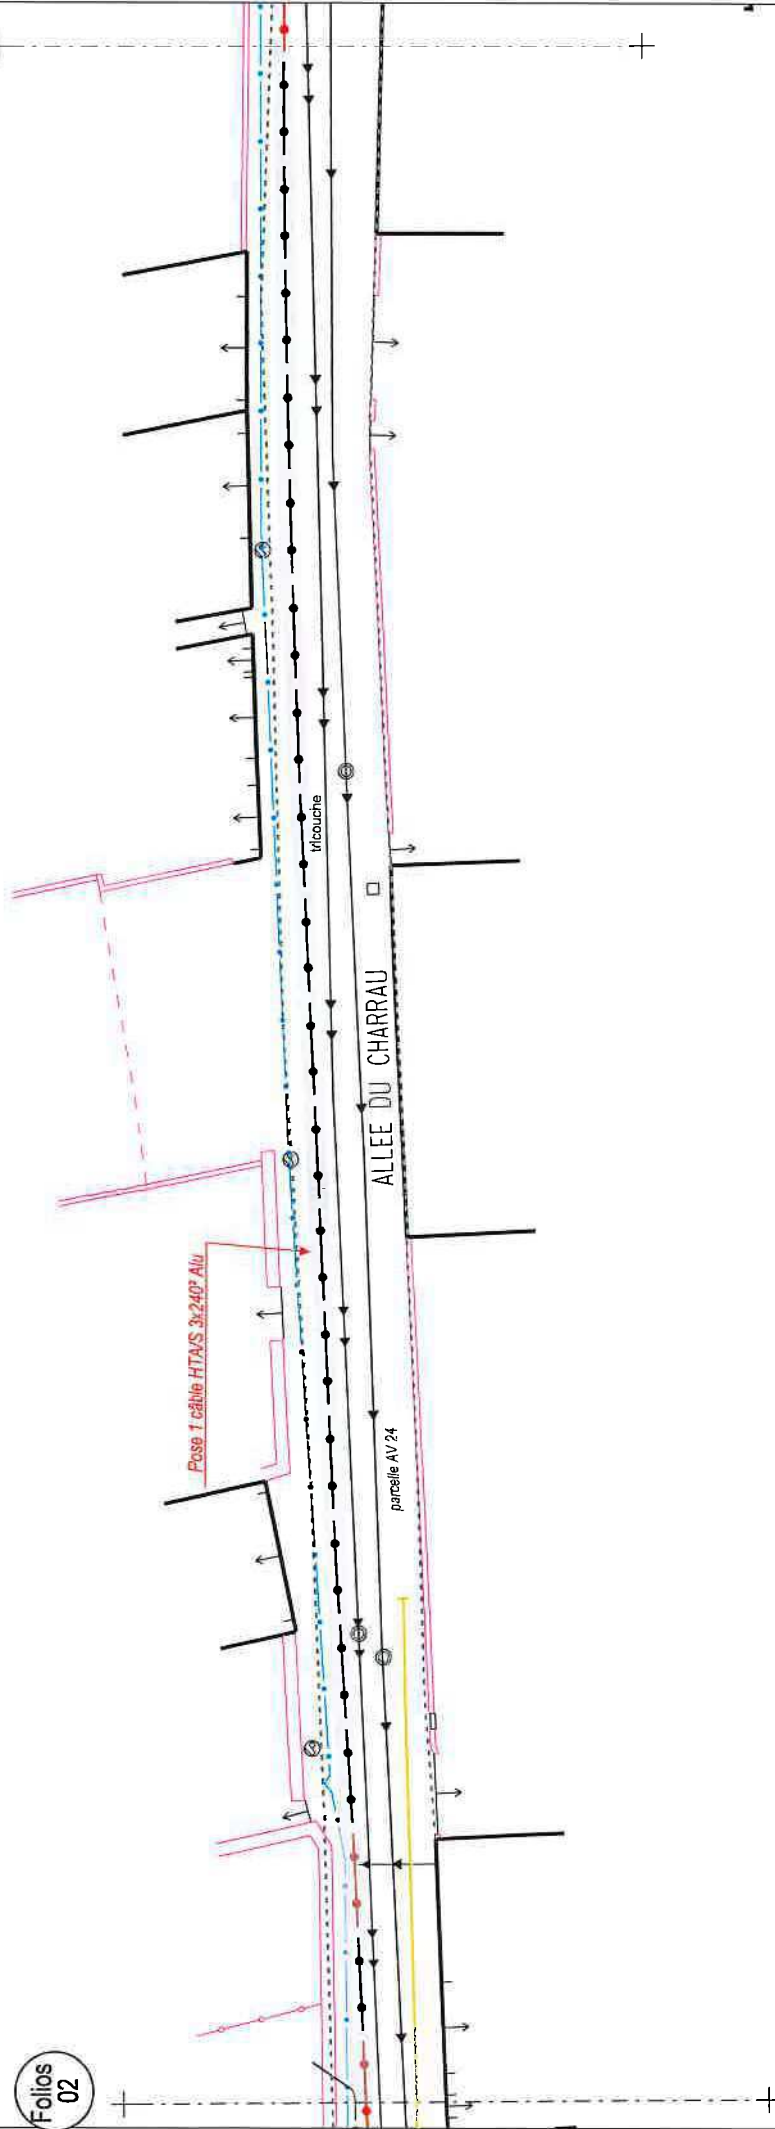 tricouche
ALLEE DU CHARRAU
Pose 1 câble HTA/S 3x240² Alu
parcelle AV 24
Folios
02